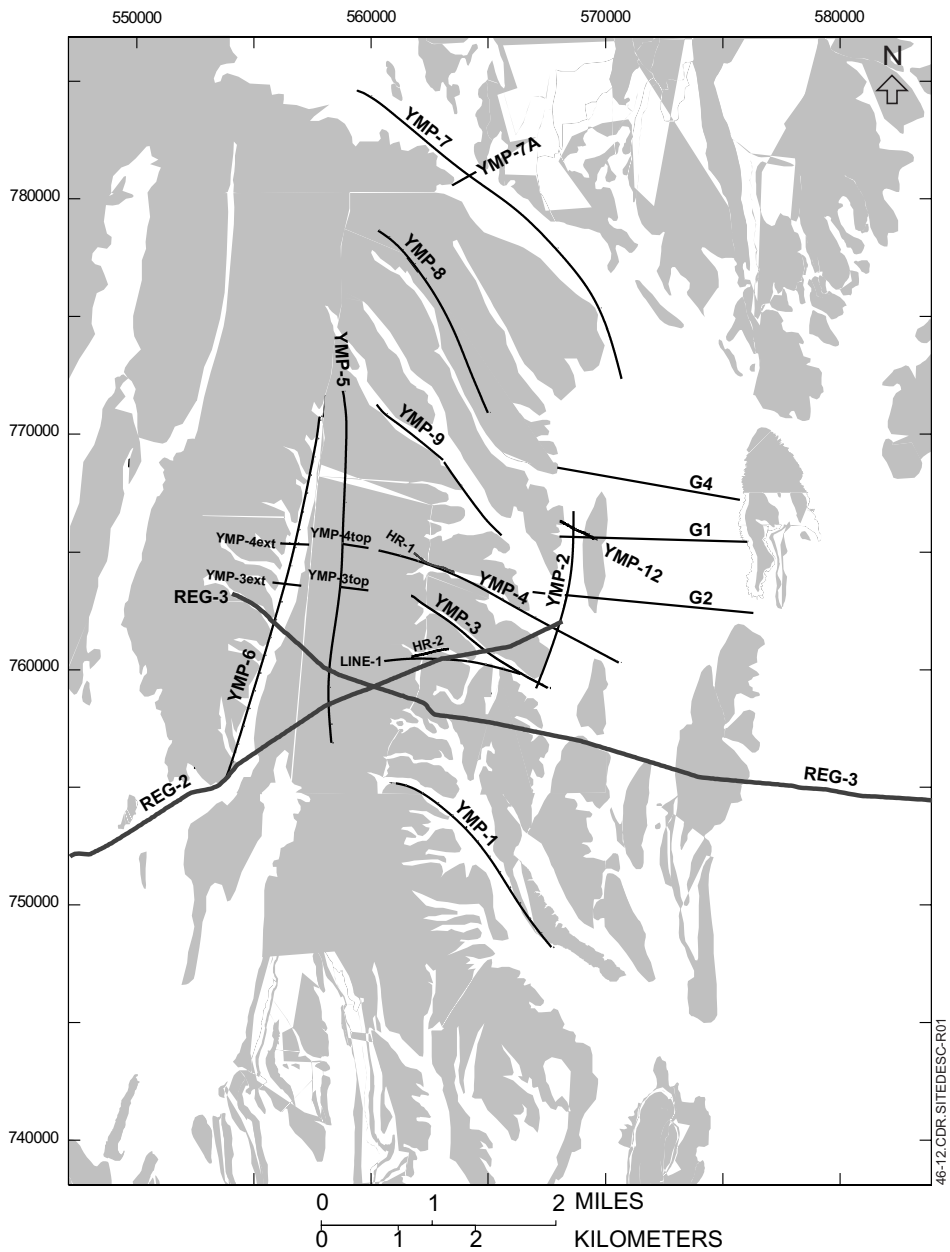 550000 560000 570000 580000
N
YMP-7
YMP-7A
780000
YMP-8
YMP-5
770000
YMP-9
G4
G1
YMP-4ext
YMP-4top
HR-1
YMP-12
YMP-2
YMP-3ext
YMP-3top
YMP-4
G2
REG-3
YMP-3
HR-2
760000
LINE-1
YMP-6
REG-2
REG-3
YMP-1
750000
740000
46-12.CDR.SITEDESC-R01
0 1 2 MILES
0 1 2 KILOMETERS